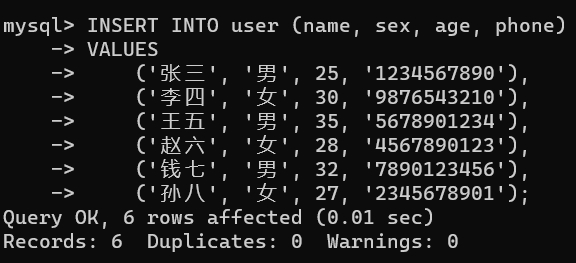 mysql> INSERT INTO user (name, sex, age, phone)
    -> VALUES
    ->     ('张三', '男', 25, '1234567890'),
    ->     ('李四', '女', 30, '9876543210'),
    ->     ('王五', '男', 35, '5678901234'),
    ->     ('赵六', '女', 28, '4567890123'),
    ->     ('钱七', '男', 32, '7890123456'),
    ->     ('孙八', '女', 27, '2345678901');
Query OK, 6 rows affected (0.01 sec)
Records: 6  Duplicates: 0  Warnings: 0